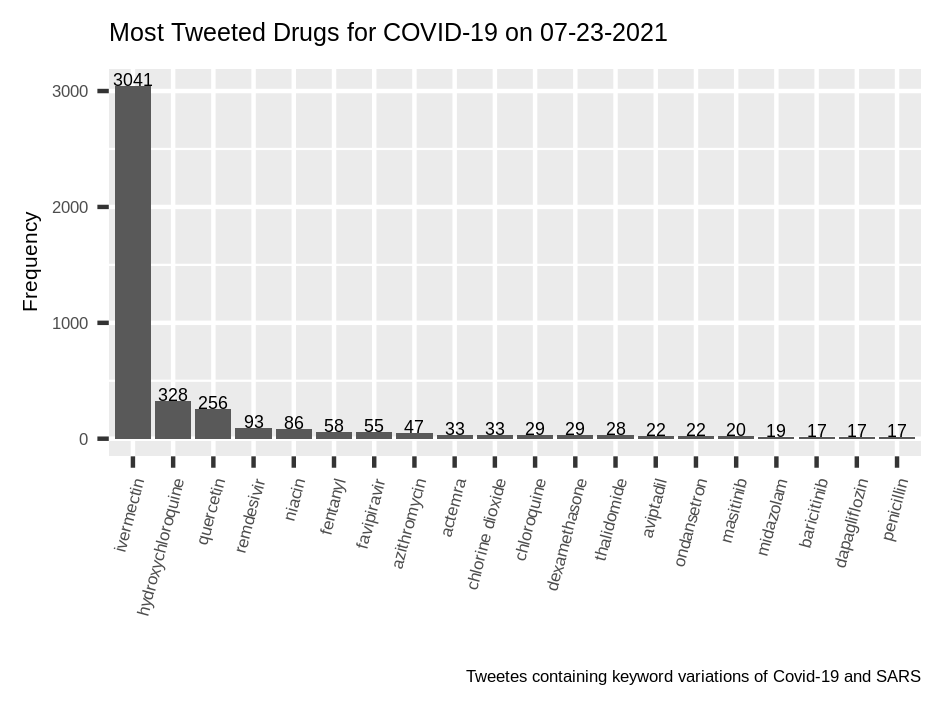 Most Tweeted Drugs for COVID-19 on 07-23-2021
Frequency
3000
2000
1000
0
3041
328
256
93
86
58
55
47
33
33
29
29
28
22
22
20
19
17
17
17
ivermectin
hydroxychloroquine
quercetin
remdesivir
niacin
fentanyl
favipiravir
azithromycin
actemra
chlorine dioxide
chloroquine
dexamethasone
thalidomide
aviptadil
ondansetron
masitinib
midazolam
baricitinib
dapagliflozin
penicillin
Tweetes containing keyword variations of Covid-19 and SARS